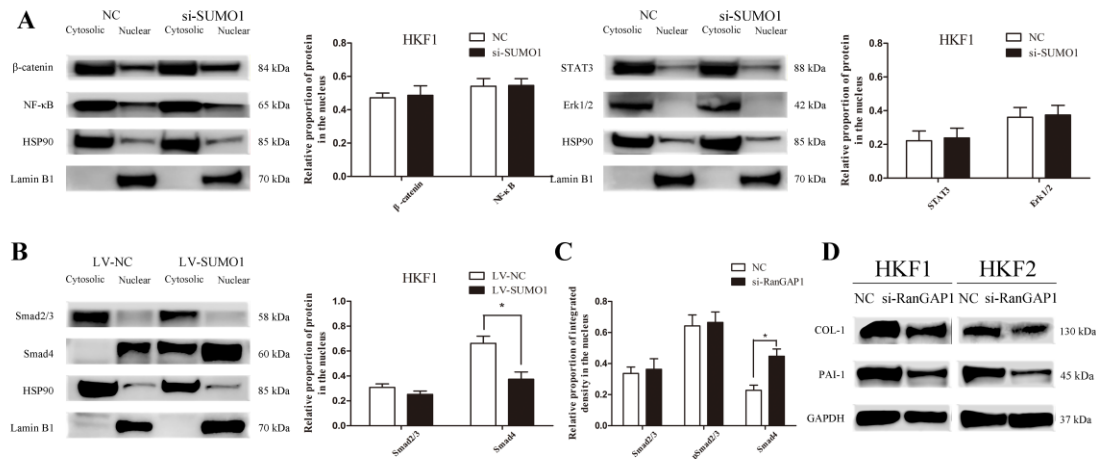 A
NC si-SUMO1
Cytosolic Nuclear Cytosolic Nuclear
β-catenin 84 kDa
NF-κB 65 kDa
HSP90 85 kDa
Lamin B1 70 kDa
HKF1
NC
si-SUMO1
Relative proportion of protein
in the nucleus
0.8
0.6
0.4
0.2
0.0
β-catenin
NF-κ B
NC si-SUMO1
Cytosolic Nuclear Cytosolic Nuclear
STAT3 88 kDa
Erk1/2 42 kDa
HSP90 85 kDa
Lamin B1 70 kDa
HKF1
NC
si-SUMO1
Relative proportion of protein
in the nucleus
0.8
0.6
0.4
0.2
0.0
STAT3
Erk1/2
B
LV-NC LV-SUMO1
Cytosolic Nuclear Cytosolic Nuclear
Smad2/3 58 kDa
Smad4 60 kDa
HSP90 85 kDa
Lamin B1 70 kDa
HKF1
LV-NC
LV-SUMO1
Relative proportion of protein
in the nucleus
1.0
0.8
0.6
0.4
0.2
0.0
*
Smad2/3
Smad4
C
NC
si-RanGAP1
Relative proportion of integrated
density in the nucleus
0.8
0.6
0.4
0.2
0.0
*
Smad2/3
pSmad2/3
Smad4
D
HKF1 HKF2
NC si-RanGAP1 NC si-RanGAP1
COL-1 130 kDa
PAI-1 45 kDa
GAPDH 37 kDa